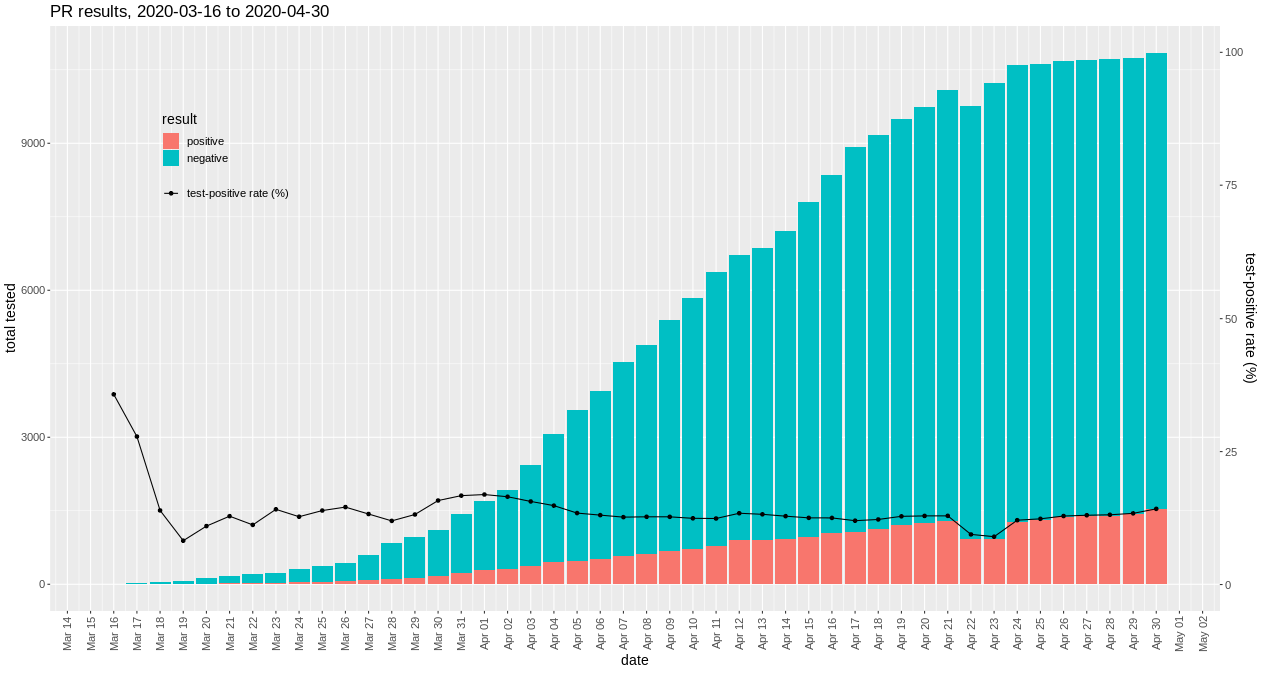 PR results, 2020-03-16 to 2020-04-30
result
positive
negative
test-positive rate (%)
total tested
9000
6000
3000
0
100
75
50
25
0
test-positive rate (%)
Mar 14
Mar 15
Mar 16
Mar 17
Mar 18
Mar 19
Mar 20
Mar 21
Mar 22
Mar 23
Mar 24
Mar 25
Mar 26
Mar 27
Mar 28
Mar 29
Mar 30
Mar 31
Apr 01
Apr 02
Apr 03
Apr 04
Apr 05
Apr 06
Apr 07
Apr 08
Apr 09
Apr 10
Apr 11
Apr 12
Apr 13
Apr 14
Apr 15
Apr 16
Apr 17
Apr 18
Apr 19
Apr 20
Apr 21
Apr 22
Apr 23
Apr 24
Apr 25
Apr 26
Apr 27
Apr 28
Apr 29
Apr 30
May 01
May 02
date